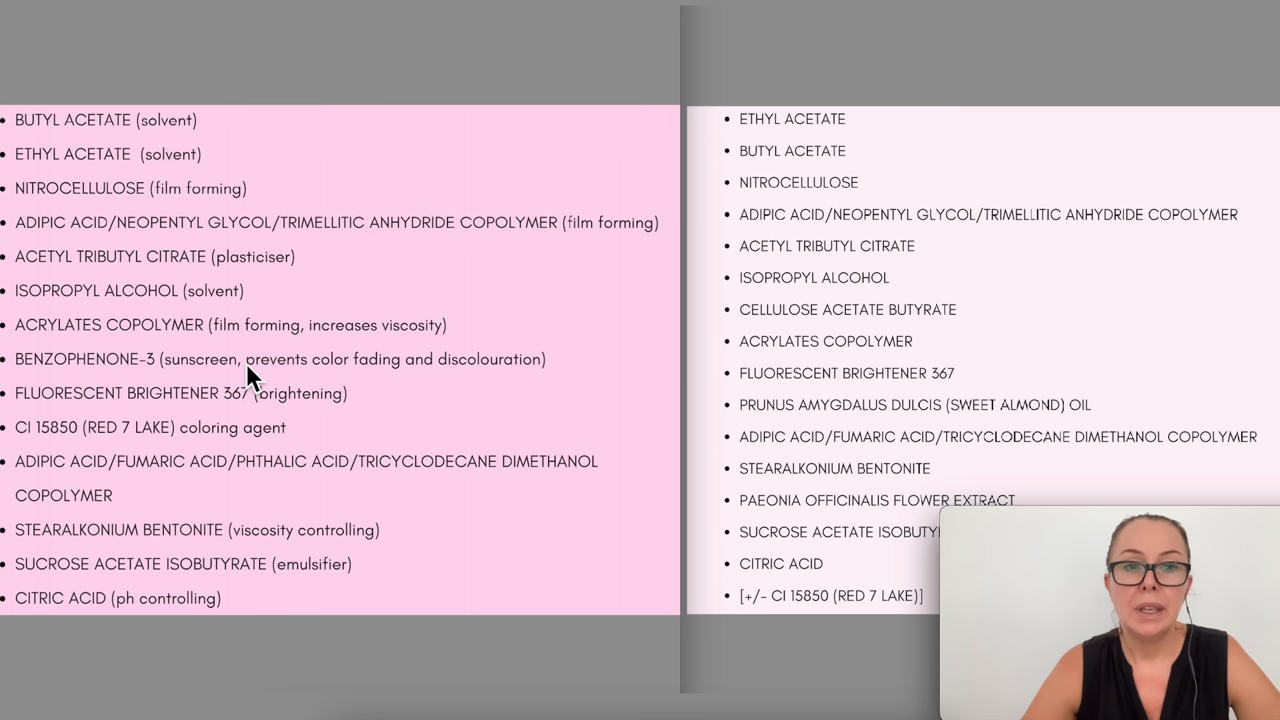 BUTYL ACETATE (solvent)
ETHYL ACETATE (solvent)
NITROCELLULOSE (film forming)
ADIPIC ACID/NEOPENTYL GLYCOL/TRIMELLITIC ANHYDRIDE COPOLYMER (film forming)
ACETYL TRIBUTYL CITRATE (plasticiser)
ISOPROPYL ALCOHOL (solvent)
ACRYLATES COPOLYMER (film forming, increases viscosity)
BENZOPHENONE-3 (sunscreen, prevents color fading and discolouration)
FLUORESCENT BRIGHTENER 367 (brightening)
CI 15850 (RED 7 LAKE) coloring agent
ADIPIC ACID/FUMARIC ACID/PHTHALIC ACID/TRICYCLODECANE DIMETHANOL
COPOLYMER
STEARALKONIUM BENTONITE (viscosity controlling)
SUCROSE ACETATE ISOBUTYRATE (emulsifier)
CITRIC ACID (ph controlling)
ETHYL ACETATE
BUTYL ACETATE
NITROCELLULOSE
ADIPIC ACID/NEOPENTYL GLYCOL/TRIMELLITIC ANHYDRIDE COPOLYMER
ACETYL TRIBUTYL CITRATE
ISOPROPYL ALCOHOL
CELLULOSE ACETATE BUTYRATE
ACRYLATES COPOLYMER
FLUORESCENT BRIGHTENER 367
PRUNUS AMYGDALUS DULCIS (SWEET ALMOND) OIL
ADIPIC ACID/FUMARIC ACID/TRICYCLODECANE DIMETHANOL COPOLYMER
STEARALKONIUM BENTONITE
PAEONIA OFFICINALIS FLOWER EXTRACT
SUCROSE ACETATE
CITRIC ACID
[+/- CI 15850 (RED 7 LAKE)]